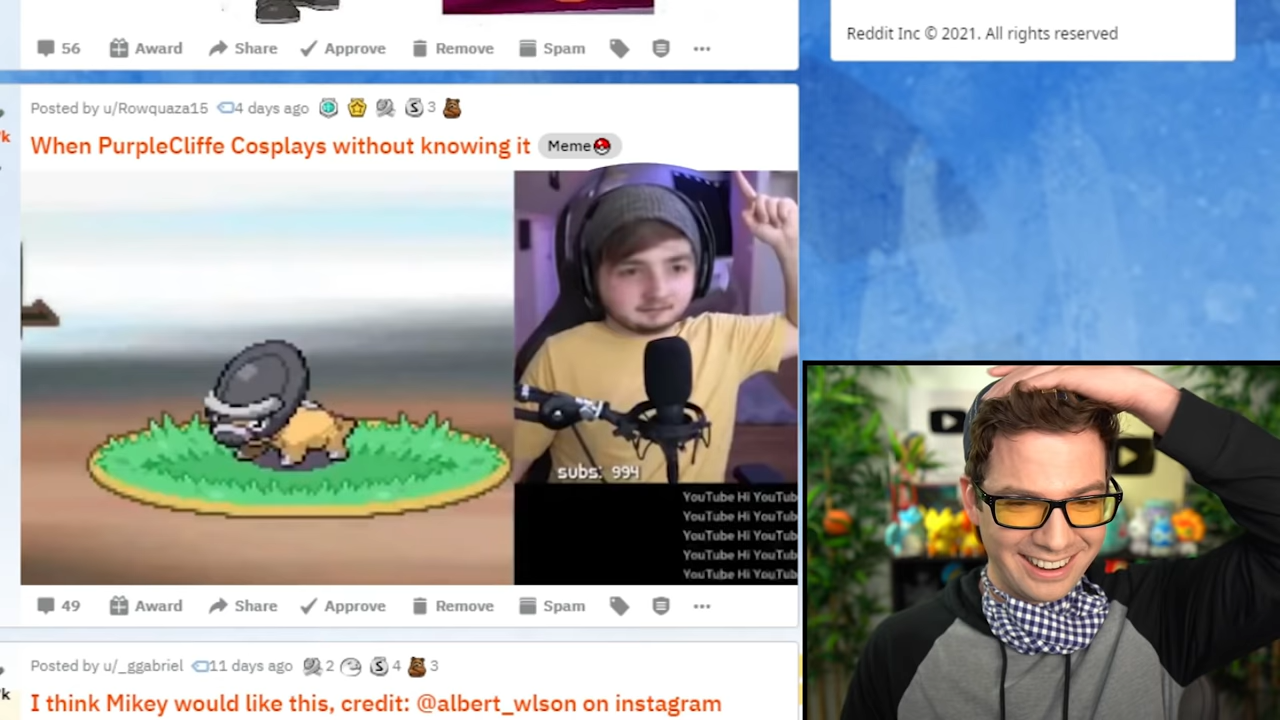 56 Award Share Approve Remove Spam
Reddit Inc © 2021. All rights reserved
Posted by u/Rowquaza15 4 days ago S 3
k
When PurpleCliffe Cosplays without knowing it Meme
subs: 994
YouTube Hi YouTub
YouTube Hi YouTub
YouTube Hi YouTub
YouTube Hi YouTub
YouTube Hi YouTub
49 Award Share Approve Remove Spam
Posted by u/_ggabriel 11 days ago 2 S 4 3
k
I think Mikey would like this, credit: @albert_wlson on instagram